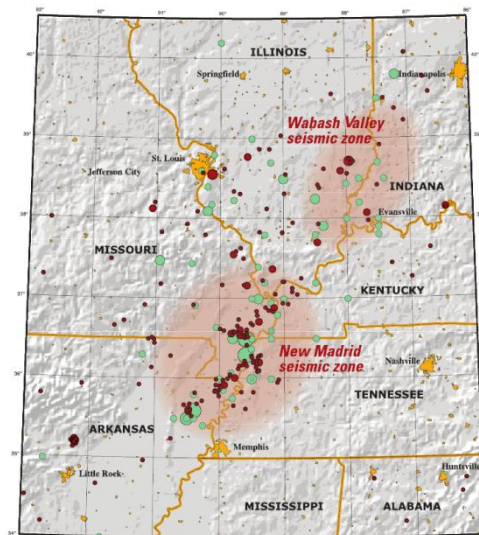 ILLINOIS
Springfield
Indianapolis
Wabash Valley
seismic zone
St. Louis
Jefferson City
INDIANA
Evansville
MISSOURI
KENTUCKY
New Madrid
seismic zone
Nashville
TENNESSEE
ARKANSAS
Memphis
Little Rock
Huntsville
MISSISSIPPI
ALABAMA